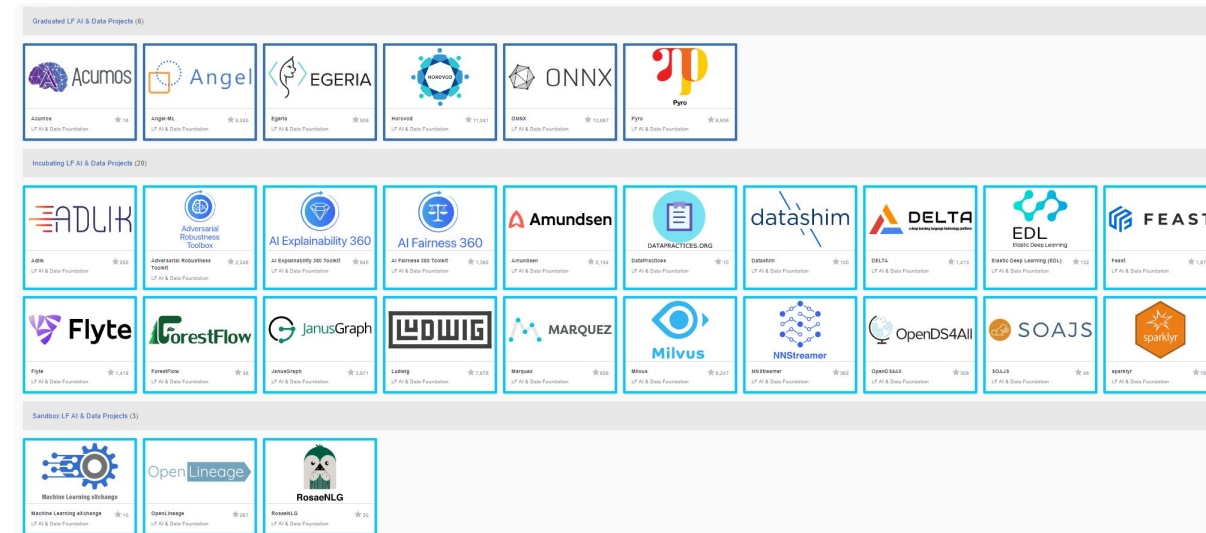 Graduated LF AI & Data Projects (6)
Acumos
Angel
EGERIA
HOROVOD
ONNX
Pyro
Acumos
Angel-ML 6,245
Egeria
Horovod 11,241
ONNX 10,667
Pyro
LF AI & Data Foundation
LF AI & Data Foundation
LF AI & Data Foundation
LF AI & Data Foundation
LF AI & Data Foundation
LF AI & Data Foundation
Incubating LF AI & Data Projects (20)
ADLIK
Adversarial Robustness Toolbox
AI Explainability 360
AI Fairness 360
Amundsen
DATAPRACTICES.ORG
datashim
DELTA
EDL
Elastic Deep Learning
FEAST
Adlik
Adversarial Robustness Toolkit
AI Explainability 360 Toolkit
AI Fairness 360 Toolkit
Amundsen
DataPractices
Datashim
DELTA
Elastic Deep Learning (EDL)
Feast
LF AI & Data Foundation
LF AI & Data Foundation
LF AI & Data Foundation
LF AI & Data Foundation
LF AI & Data Foundation
LF AI & Data Foundation
LF AI & Data Foundation
LF AI & Data Foundation
LF AI & Data Foundation
LF AI & Data Foundation
Flyte
ForestFlow
JanusGraph
LUDWIG
MARQUEZ
Milvus
NNStreamer
OpenDS4All
SOAJS
sparklyr
Flyte 1,419
ForestFlow
JanusGraph
Ludwig
Marquez
Milvus
NNStreamer
OpenDS4All
SOAJS
sparklyr
LF AI & Data Foundation
LF AI & Data Foundation
LF AI & Data Foundation
LF AI & Data Foundation
LF AI & Data Foundation
LF AI & Data Foundation
LF AI & Data Foundation
LF AI & Data Foundation
LF AI & Data Foundation
LF AI & Data Foundation
Sandbox LF AI & Data Projects (3)
Machine Learning eXchange
Open Lineage
RosaeNLG
Machine Learning eXchange
OpenLineage 267
RosaeNLG 20
LF AI & Data Foundation
LF AI & Data Foundation
LF AI & Data Foundation